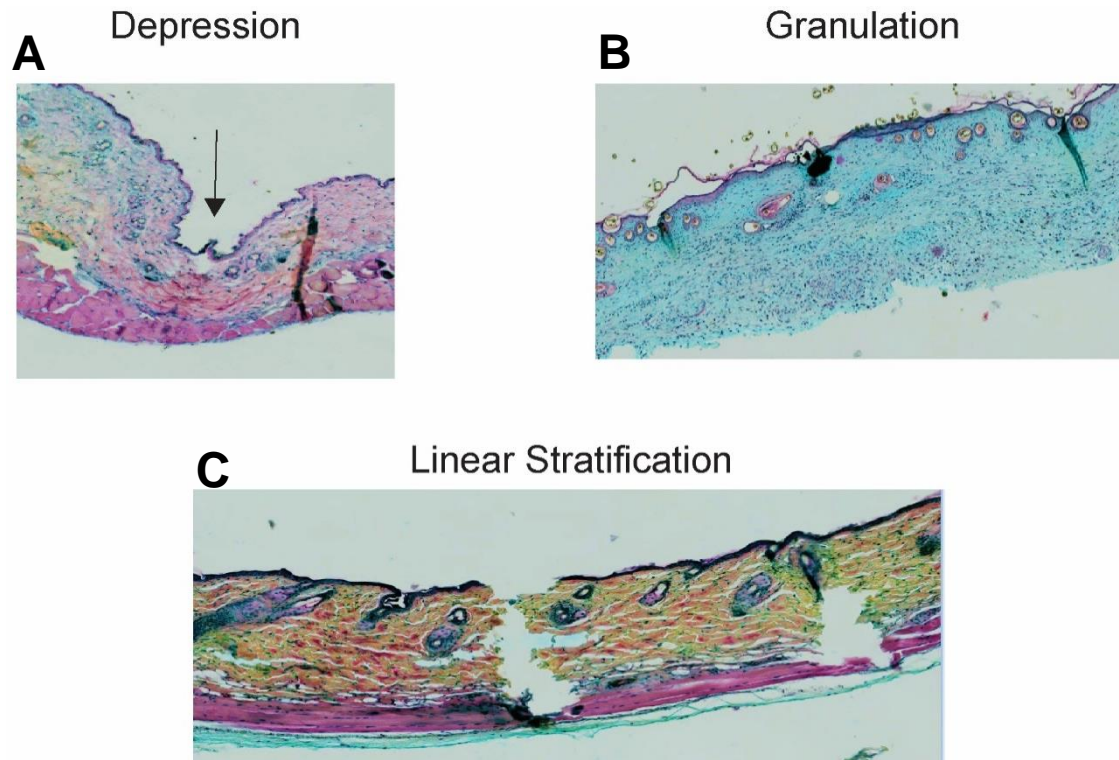 Depression
A
Granulation
B
C
Linear Stratification